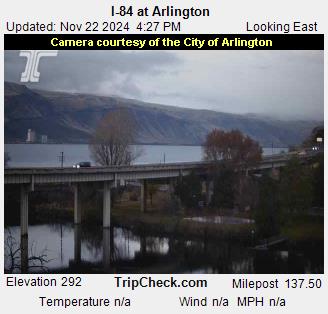 I-84 at Arlington
Updated: Nov 22 2024 4:27 PM Looking East
Camera courtesy of the City of Arlington
Elevation 292 TripCheck.com Milepost 137.50
Temperature n/a Wind n/a MPH n/a